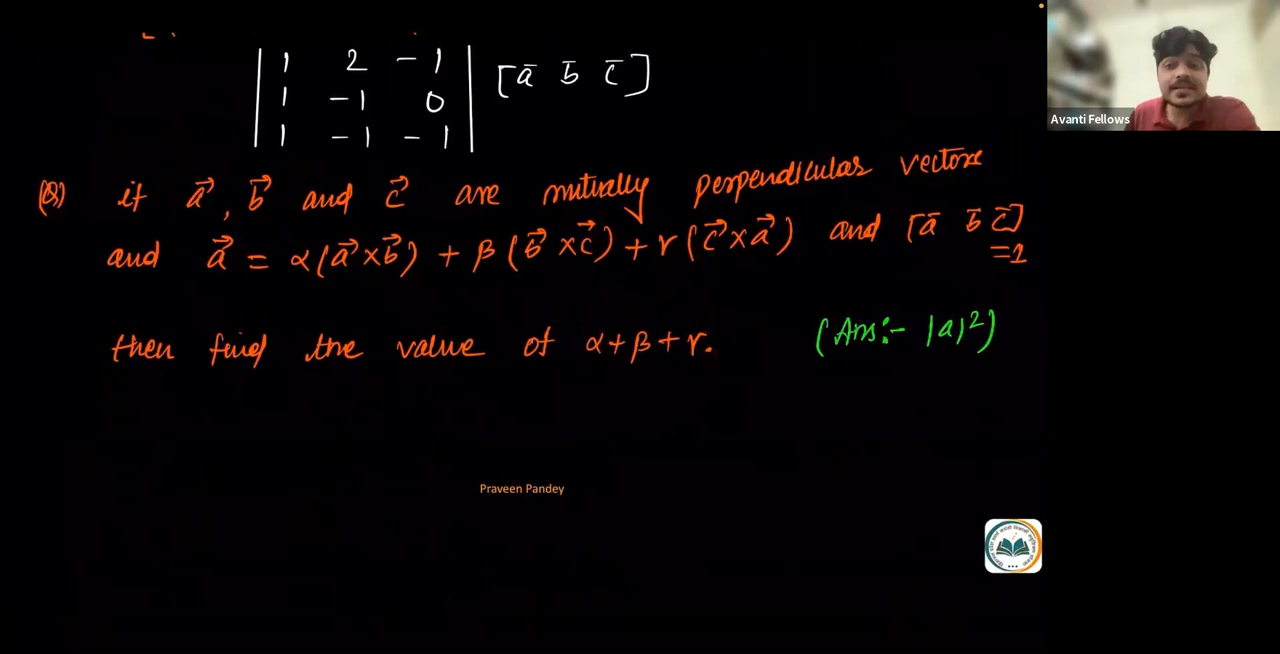 | 1 2 -1 |
| 1 -1 0 | [a̅ b̅ c̅]
| 1 -1 -1 |
Avanti Fellows
(Q) if a⃗, b⃗ and c⃗ are mutually perpendicular vectors
and a⃗ = α(a⃗×b⃗) + β(b⃗×c⃗) + r(c⃗×a⃗) and [a̅ b̅ c̅] =1
then find the value of α+β+r. (Ans:- |a|²)
Praveen Pandey